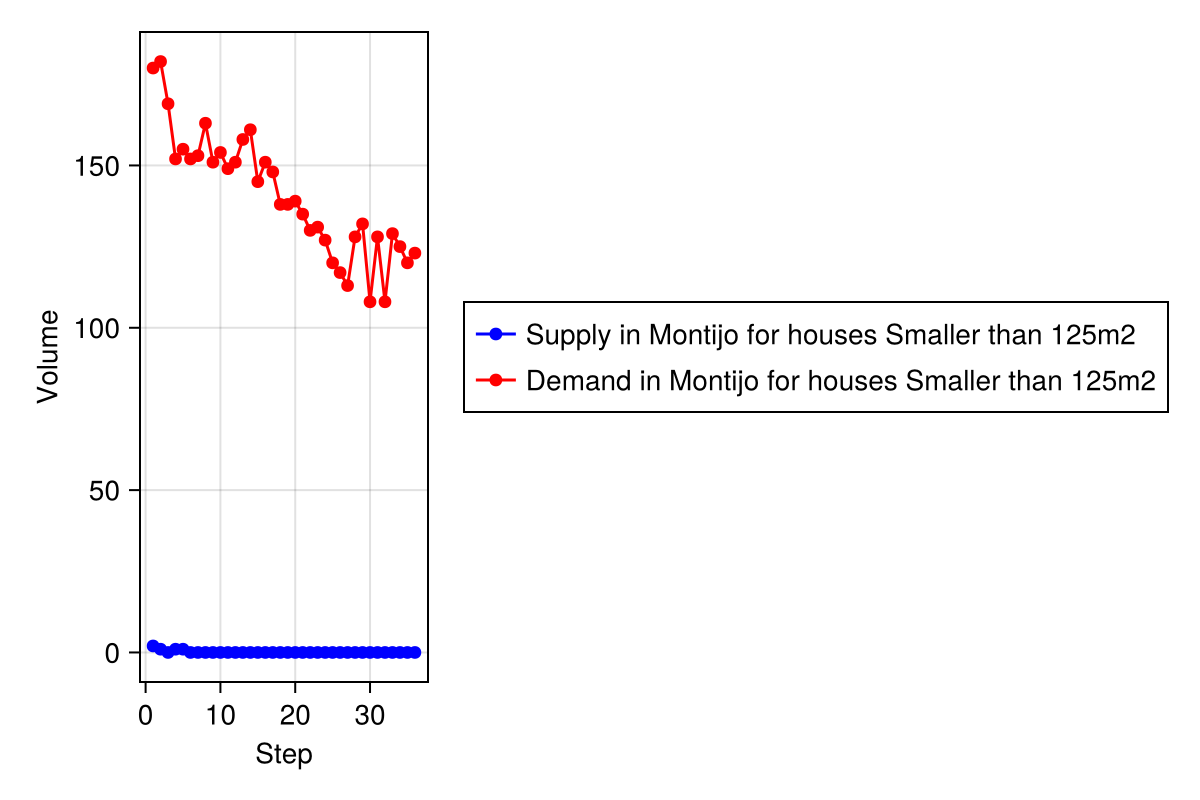 150
100
50
0
Volume
0 10 20 30
Step
Supply in Montijo for houses Smaller than 125m2
Demand in Montijo for houses Smaller than 125m2